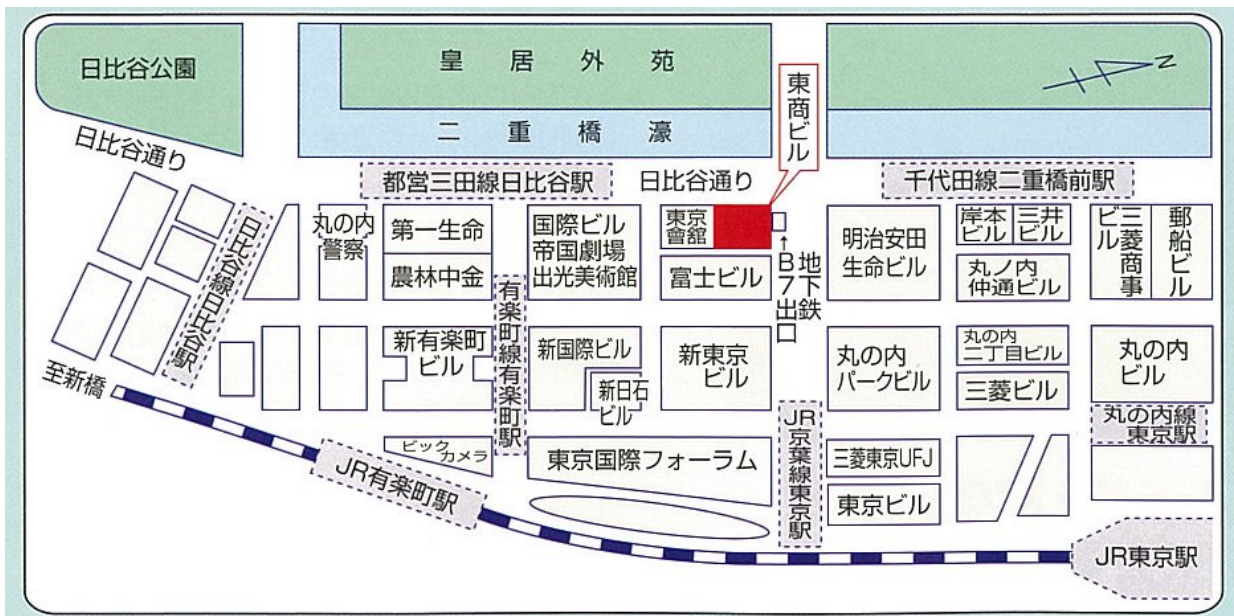 日比谷公園
皇居外苑
二重橋濠
N
東商ビル
日比谷通り
都営三田線日比谷駅
日比谷通り
千代田線二重橋前駅
日比谷線日比谷駅
丸の内
警察
第一生命
農林中金
国際ビル
帝国劇場
出光美術館
東京
會舘
富士ビル
↑B7出口
地下鉄
明治安田
生命ビル
岸本
ビル
三井
ビル
丸ノ内
仲通ビル
三菱商事
ビル
郵船ビル
有楽町線有楽町駅
新有楽町
ビル
新国際ビル
新日石
ビル
新東京
ビル
丸の内
パークビル
丸の内
二丁目ビル
三菱ビル
丸の内
ビル
丸の内線
東京駅
至新橋
JR有楽町駅
ビック
カメラ
東京国際フォーラム
JR京葉線東京駅
三菱東京UFJ
東京ビル
JR東京駅